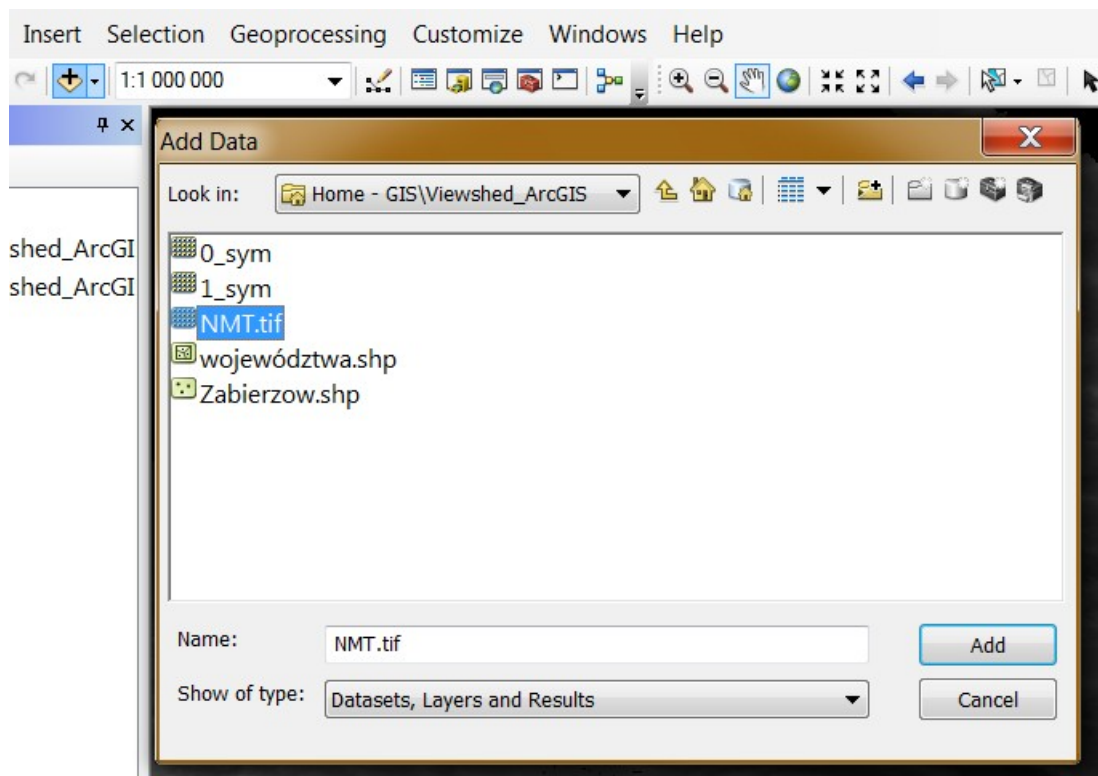 Insert Selection Geoprocessing Customize Windows Help
1:1 000 000
Add Data
Look in: Home - GIS\Viewshed_ArcGIS
shed_ArcGI
shed_ArcGI
0_sym
1_sym
NMT.tif
województwa.shp
Zabierzow.shp
Name: NMT.tif
Add
Show of type: Datasets, Layers and Results
Cancel